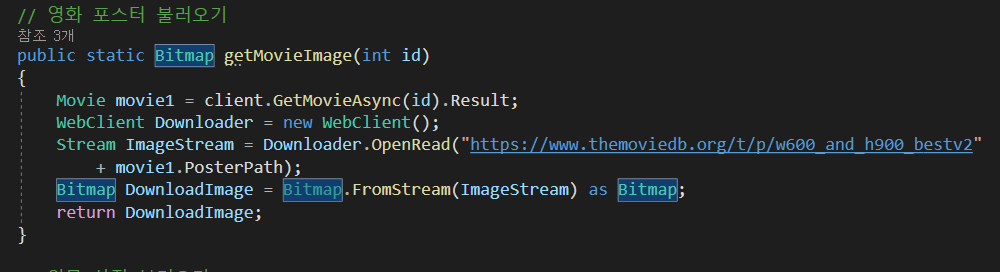 // 영화 포스터 불러오기
참조 3개
public static Bitmap getMovieImage(int id)
{
Movie movie1 = client.GetMovieAsync(id).Result;
WebClient Downloader = new WebClient();
Stream ImageStream = Downloader.OpenRead("https://www.themoviedb.org/t/p/w600_and_h900_bestv2"
+ movie1.PosterPath);
Bitmap DownloadImage = Bitmap.FromStream(ImageStream) as Bitmap;
return DownloadImage;
}